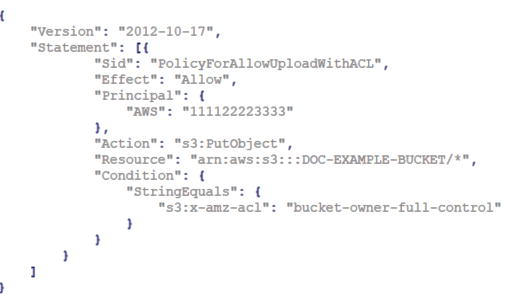 {
"Version": "2012-10-17",
"Statement": [{
"Sid": "PolicyForAllowUploadWithACL",
"Effect": "Allow",
"Principal": {
"AWS": "111122223333"
},
"Action": "s3:PutObject",
"Resource": "arn:aws:s3:::DOC-EXAMPLE-BUCKET/*",
"Condition": {
"StringEquals": {
"s3:x-amz-acl": "bucket-owner-full-control"
}
}
}
]
}